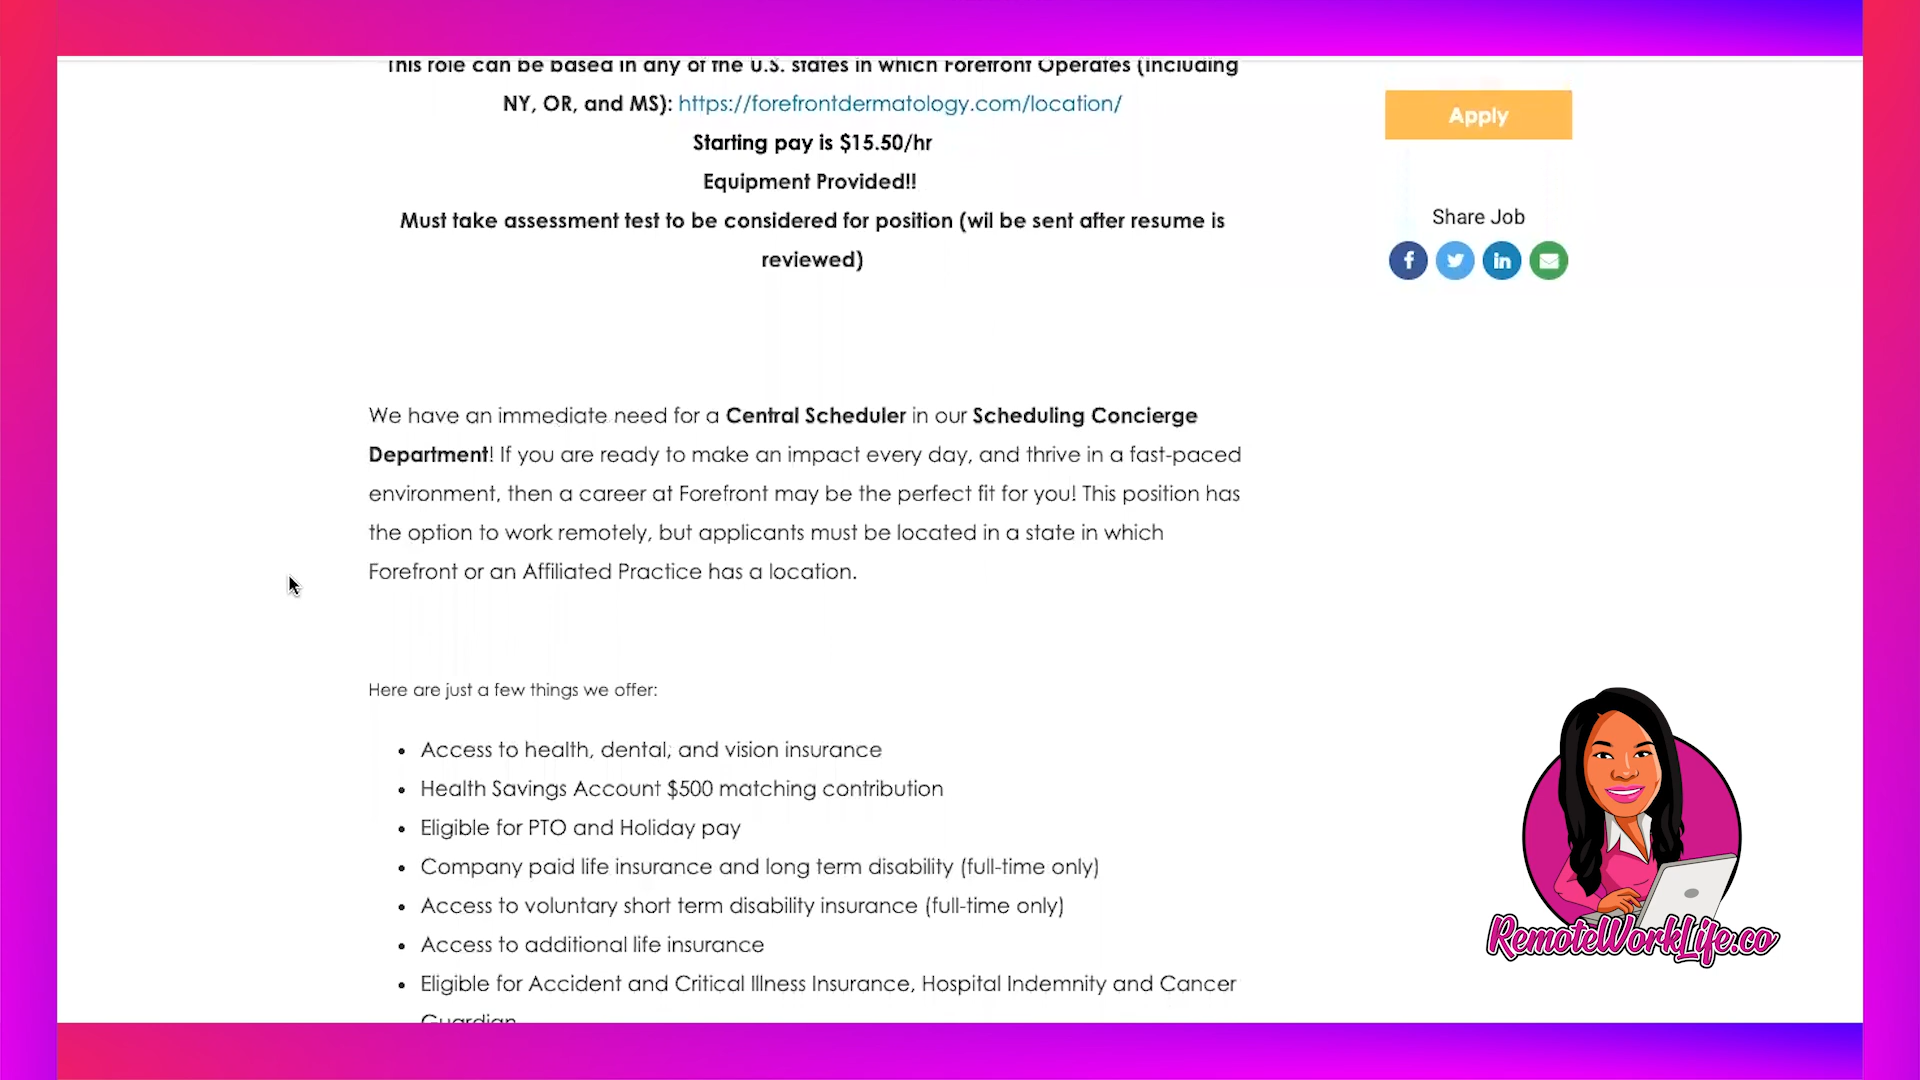 This role can be based in any of the U.S. states in which Forefront Operates (including
NY, OR, and MS): https://forefrontdermatology.com/location/
Starting pay is $15.50/hr
Equipment Provided!!
Must take assessment test to be considered for position (wil be sent after resume is
reviewed)
Apply
Share Job
We have an immediate need for a Central Scheduler in our Scheduling Concierge
Department! If you are ready to make an impact every day, and thrive in a fast-paced
environment, then a career at Forefront may be the perfect fit for you! This position has
the option to work remotely, but applicants must be located in a state in which
Forefront or an Affiliated Practice has a location.
Here are just a few things we offer:
• Access to health, dental, and vision insurance
• Health Savings Account $500 matching contribution
• Eligible for PTO and Holiday pay
• Company paid life insurance and long term disability (full-time only)
• Access to voluntary short term disability insurance (full-time only)
• Access to additional life insurance
• Eligible for Accident and Critical Illness Insurance, Hospital Indemnity and Cancer
Guardian
RemoteWorkLife.co